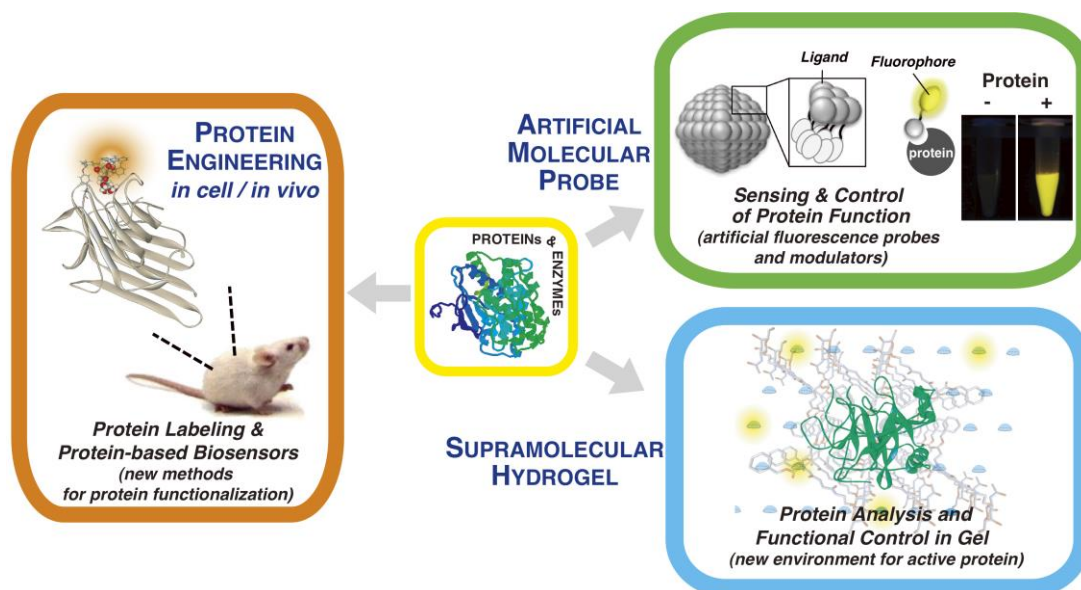 PROTEIN
ENGINEERING
in cell / in vivo
Protein Labeling &
Protein-based Biosensors
(new methods
for protein functionalization)
PROTEINs & ENZYMEs
ARTIFICIAL
MOLECULAR
PROBE
Ligand
Fluorophore
protein
Protein
- +
Sensing & Control
of Protein Function
(artificial fluorescence probes
and modulators)
SUPRAMOLECULAR
HYDROGEL
Protein Analysis and
Functional Control in Gel
(new environment for active protein)